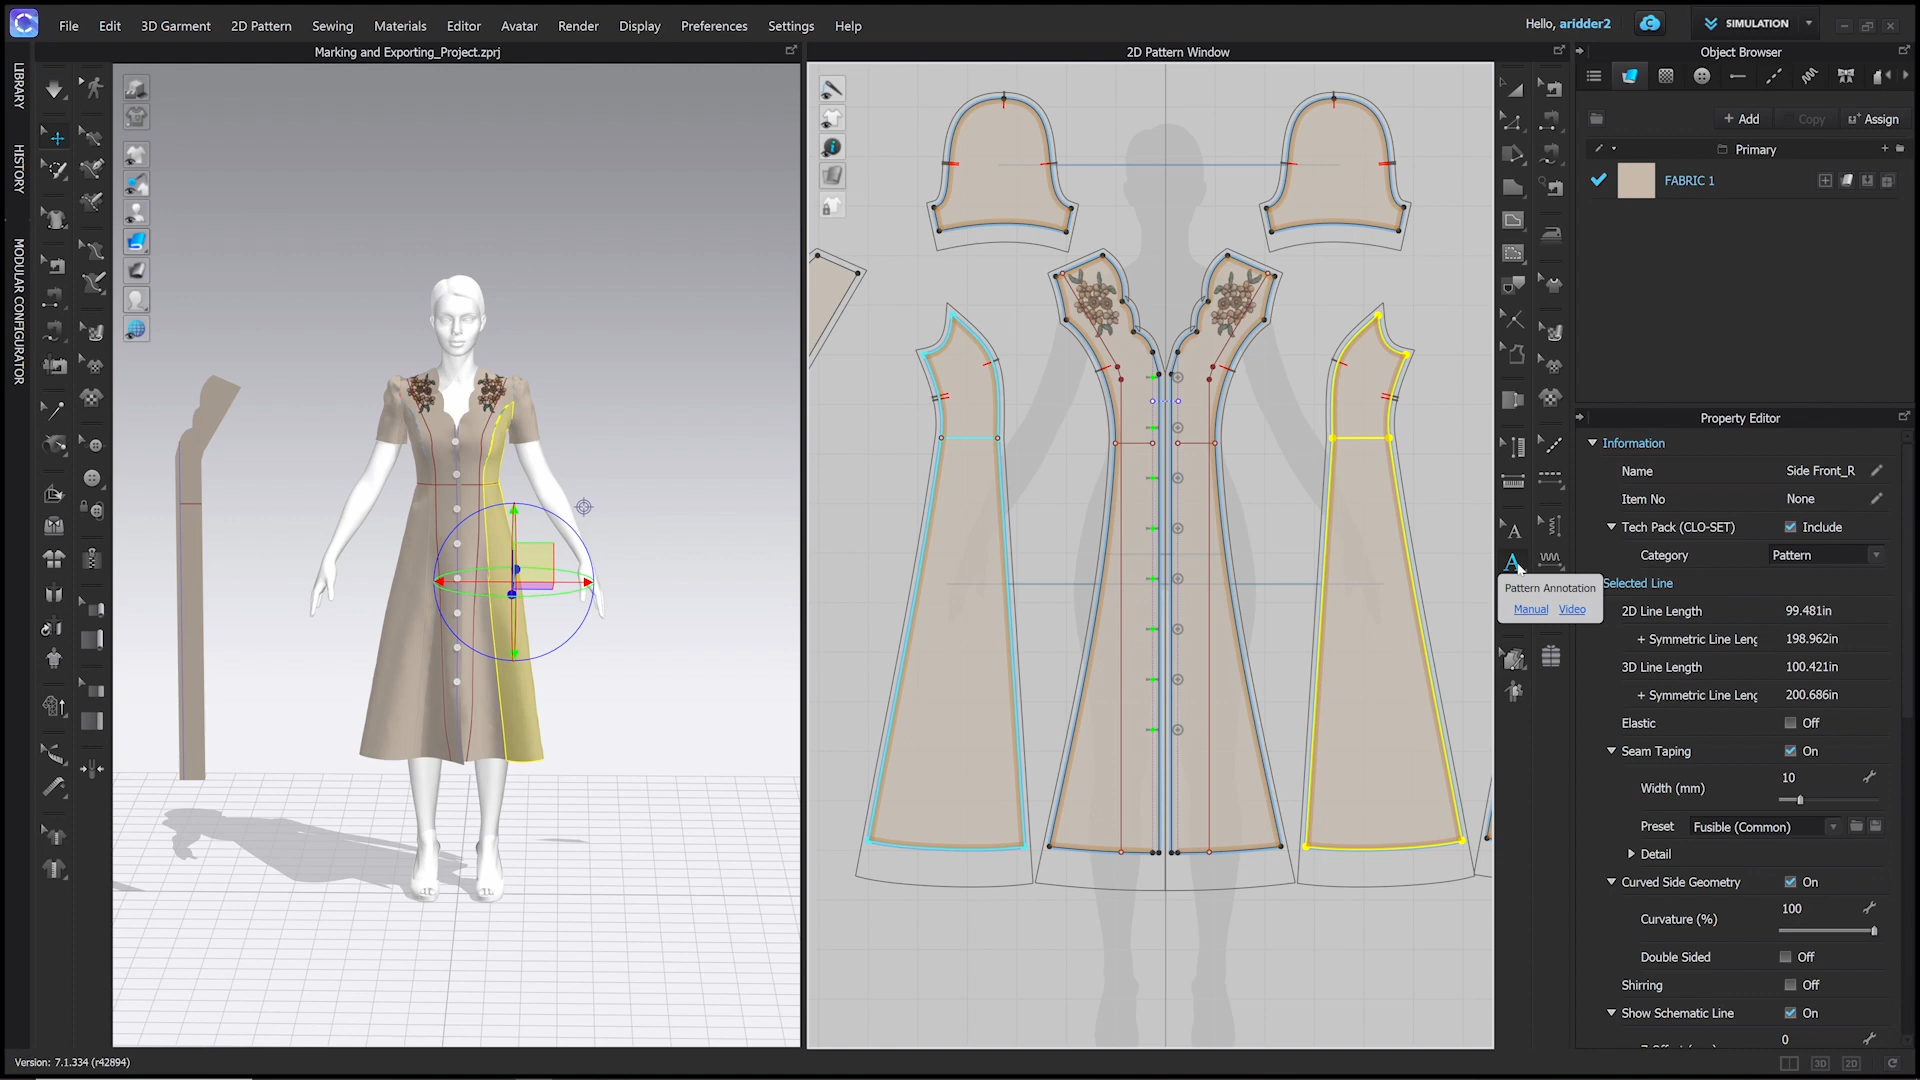 File Edit 3D Garment 2D Pattern Sewing Materials Editor Avatar Render Display Preferences Settings Help
Hello, aridder2
SIMULATION
Marking and Exporting_Project.zprj
2D Pattern Window
Object Browser
LIBRARY
HISTORY
MODULAR CONFIGURATOR
+ Add
Copy
Assign
Primary
FABRIC 1
Property Editor
Information
Name Side Front_R
Item No None
Tech Pack (CLO-SET) Include
Category Pattern
Pattern Annotation
Manual Video
Selected Line
2D Line Length 99.481in
+ Symmetric Line Leng 198.962in
3D Line Length 100.421in
+ Symmetric Line Leng 200.686in
Elastic Off
Seam Taping On
Width (mm) 10
Preset Fusible (Common)
Detail
Curved Side Geometry On
Curvature (%) 100
Double Sided Off
Shirring Off
Show Schematic Line On
0
Version: 7.1.334 (r42894)
3D 2D